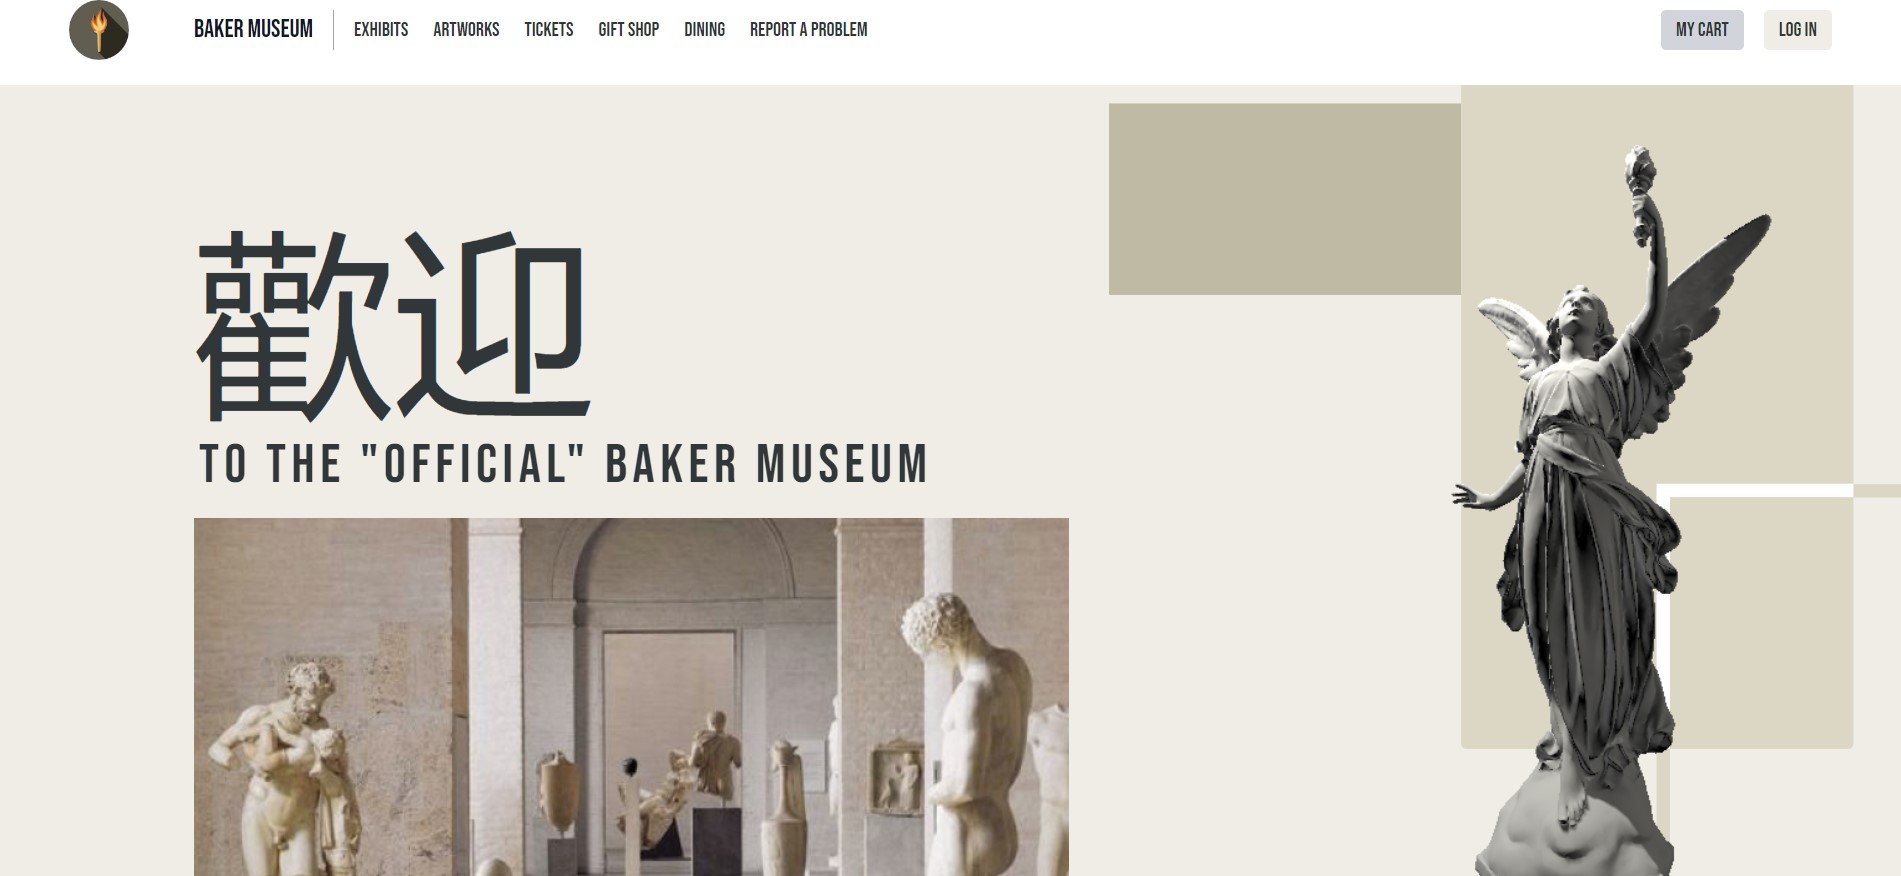 BAKER MUSEUM
EXHIBITS
ARTWORKS
TICKETS
GIFT SHOP
DINING
REPORT A PROBLEM
MY CART
LOG IN
歡迎
TO THE "OFFICIAL" BAKER MUSEUM